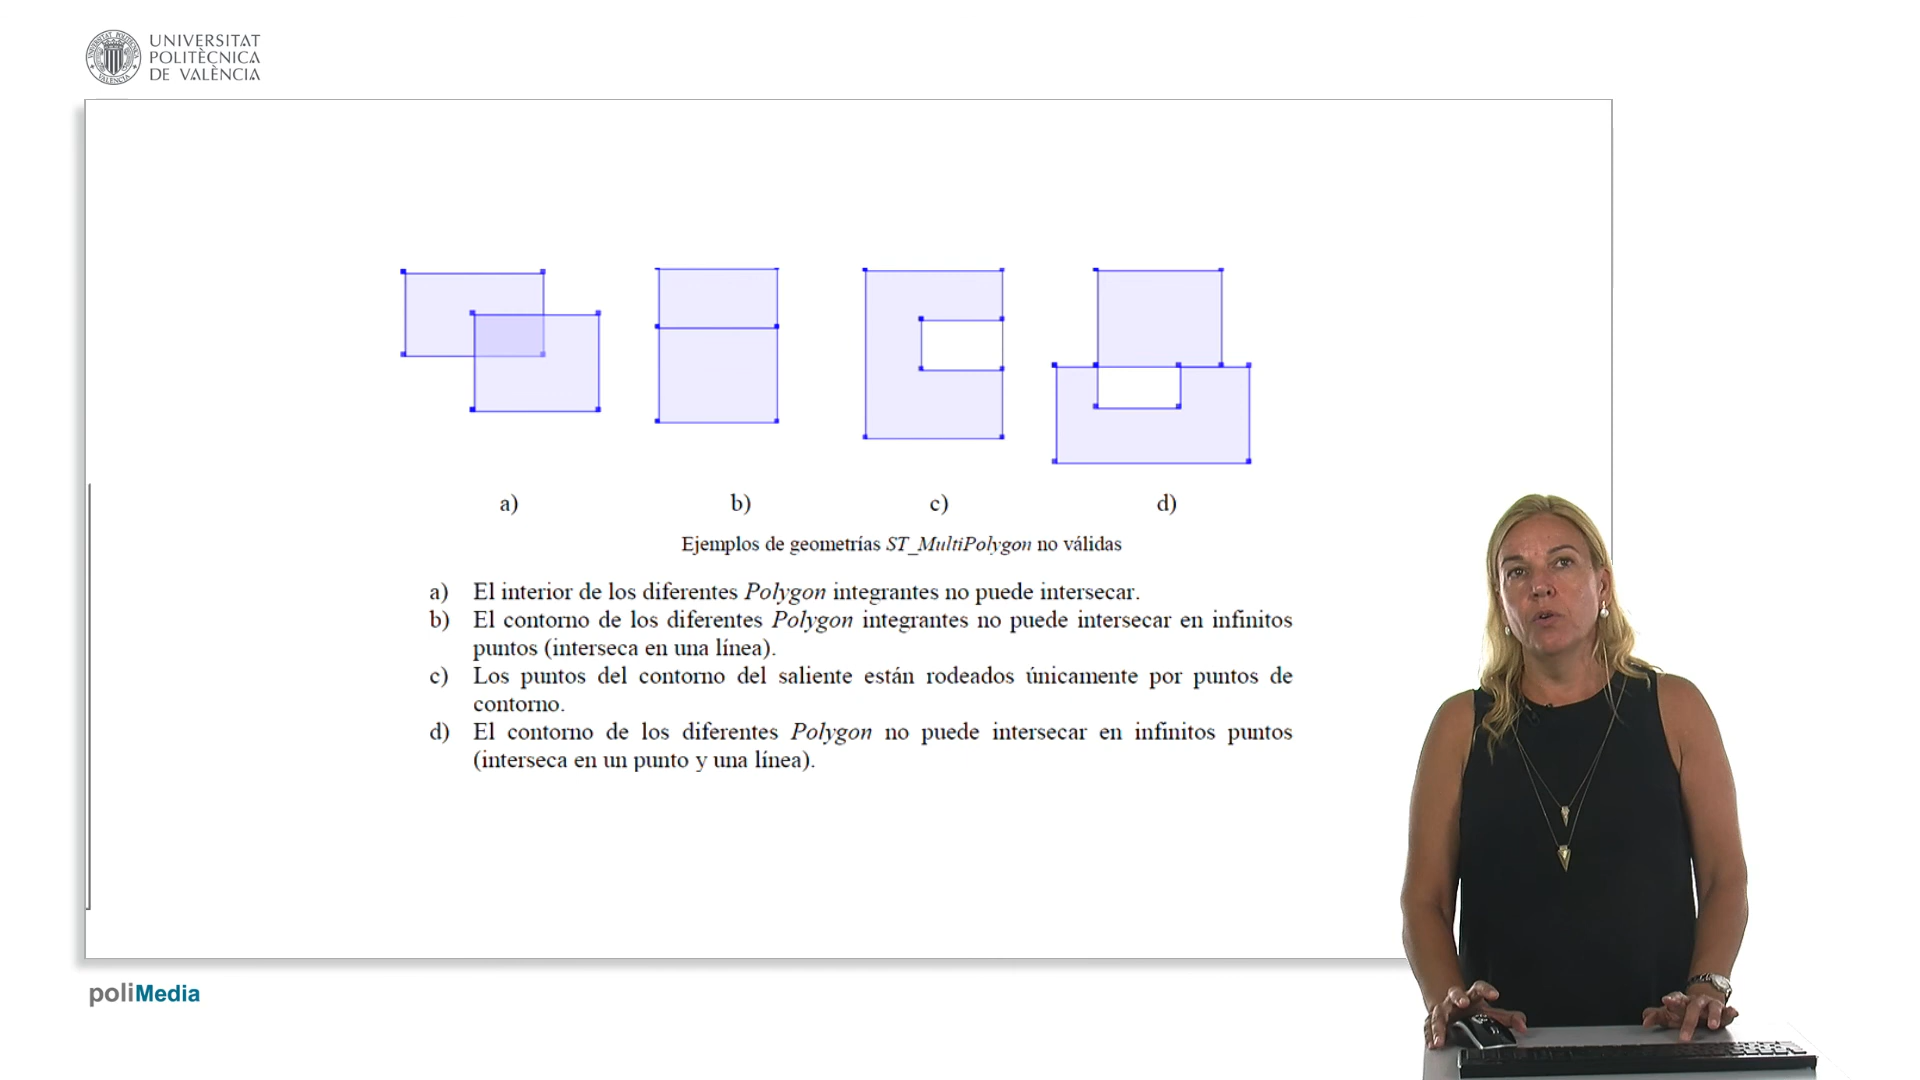 UNIVERSITAT
POLITÈCNICA
DE VALÈNCIA
a)
b)
c)
d)
Ejemplos de geometrías ST_MultiPolygon no válidas
a) El interior de los diferentes Polygon integrantes no puede intersecar.
b) El contorno de los diferentes Polygon integrantes no puede intersecar en infinitos
puntos (interseca en una línea).
c) Los puntos del contorno del saliente están rodeados únicamente por puntos de
contorno.
d) El contorno de los diferentes Polygon no puede intersecar en infinitos puntos
(interseca en un punto y una línea).
poliMedia